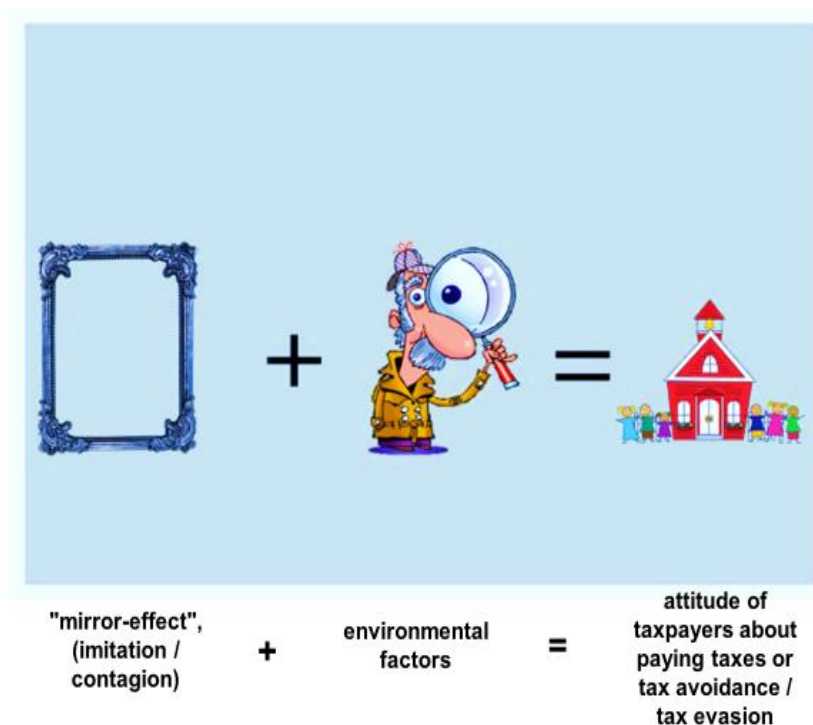 + =
"mirror-effect",
(imitation /
contagion)
+
environmental
factors
=
attitude of
taxpayers about
paying taxes or
tax avoidance /
tax evasion